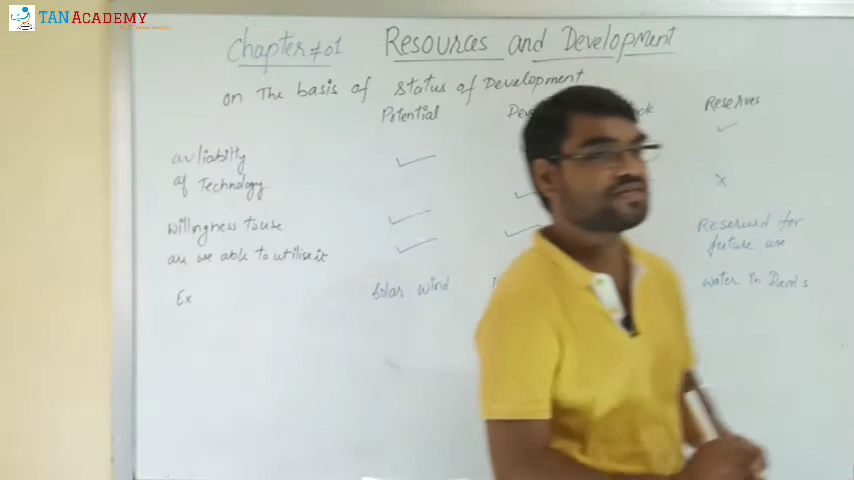 TAN ACADEMY
Chapter # 01 Resources and Development
on The basis of status of Development
Potential Reserves
avliabilty
of Technology
willingness to use
are we able to utilise it
Reserved for
future use
Ex solar wind water in Dams